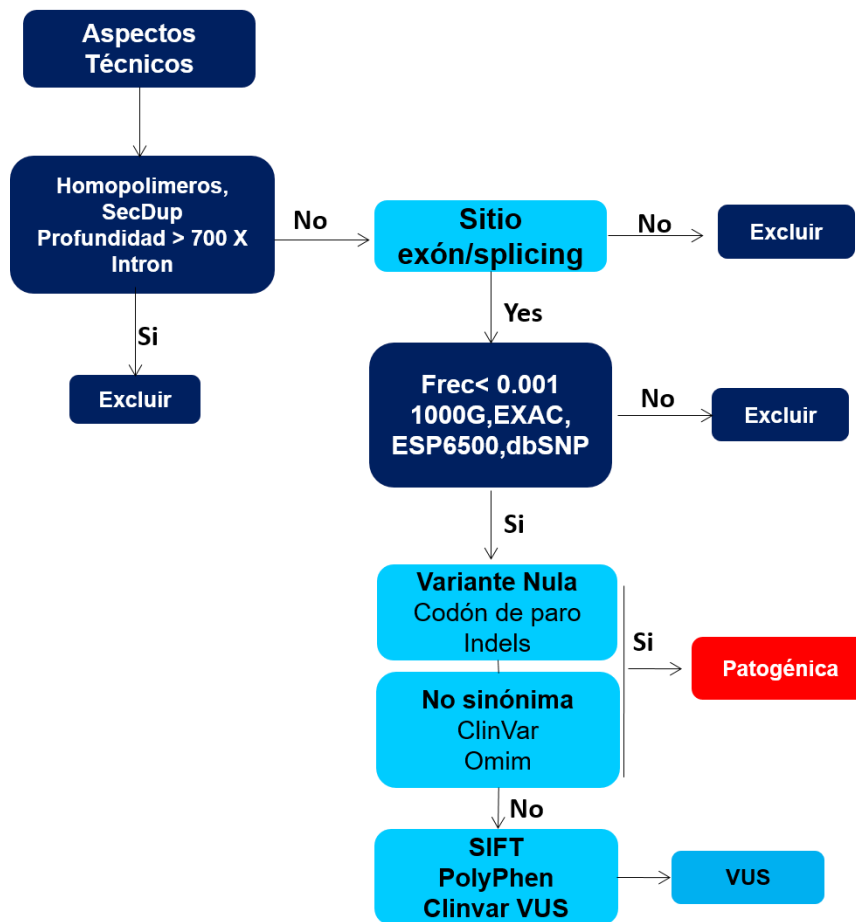 Aspectos
Técnicos
Homopolimeros,
SecDup
Profundidad > 700 X
Intron
No
Sitio
exón/splicing
No
Excluir
Si
Excluir
Yes
Frec< 0.001
1000G,EXAC,
ESP6500,dbSNP
No
Excluir
Si
Variante Nula
Codón de paro
Indels
Si
Patogénica
No sinónima
ClinVar
Omim
No
SIFT
PolyPhen
Clinvar VUS
VUS